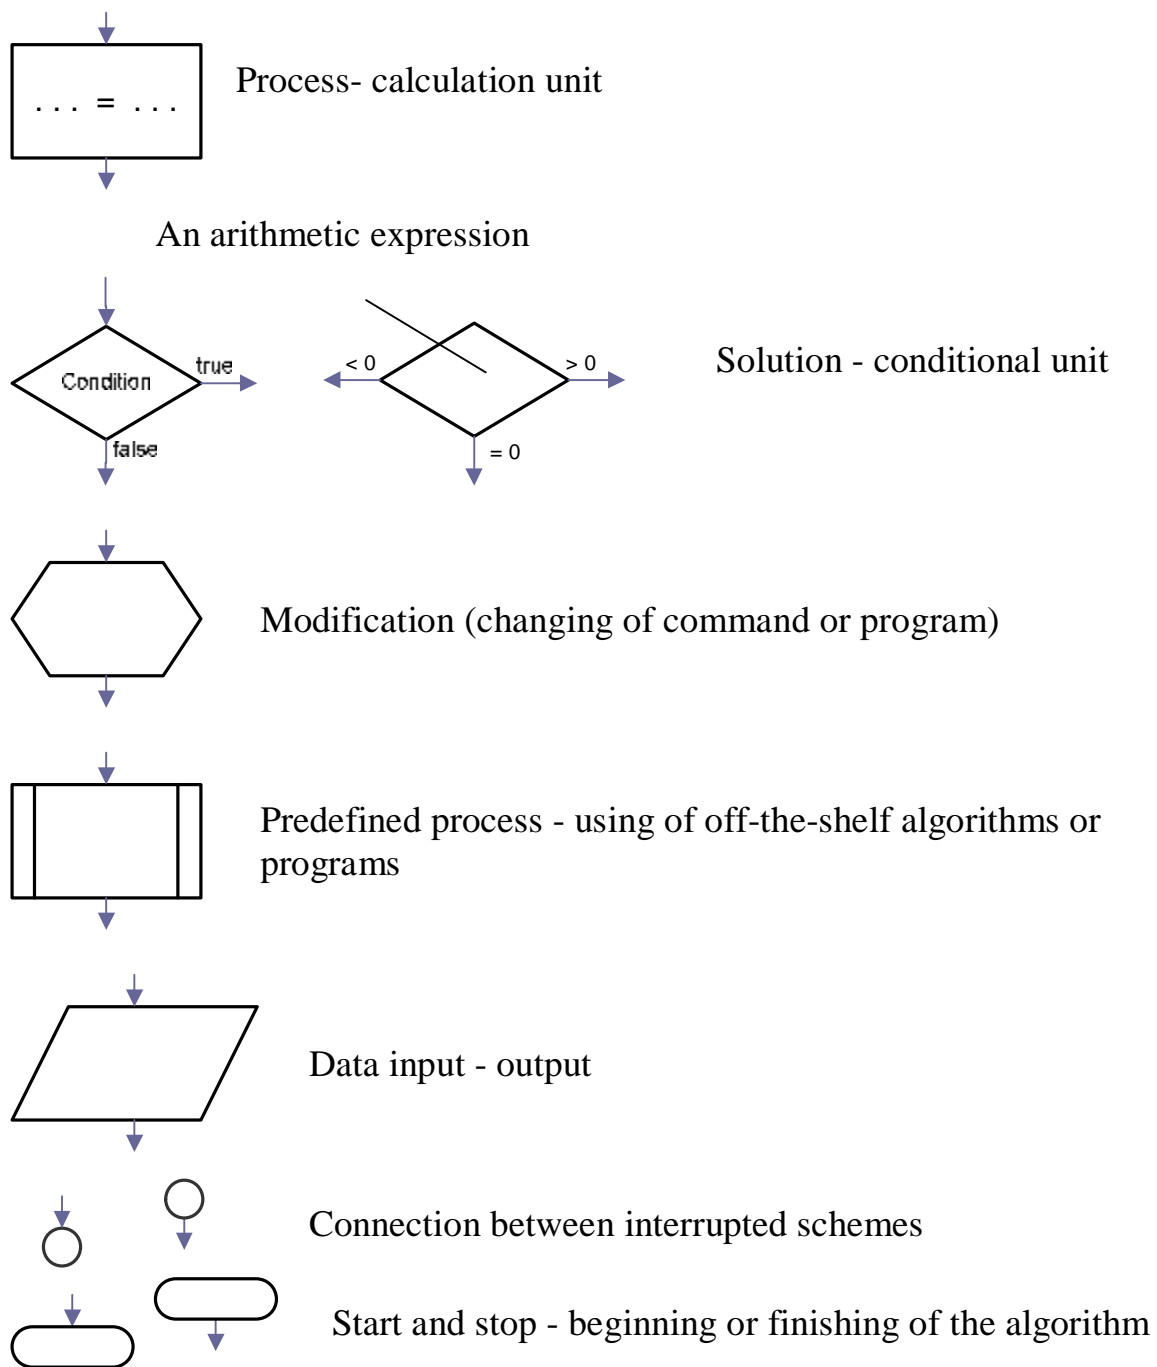 Process- calculation unit
. . . = . . .
An arithmetic expression
true
Condition
false
< 0
> 0
= 0
Solution - conditional unit
Modification (changing of command or program)
Predefined process - using of off-the-shelf algorithms or
programs
Data input - output
Connection between interrupted schemes
Start and stop - beginning or finishing of the algorithm